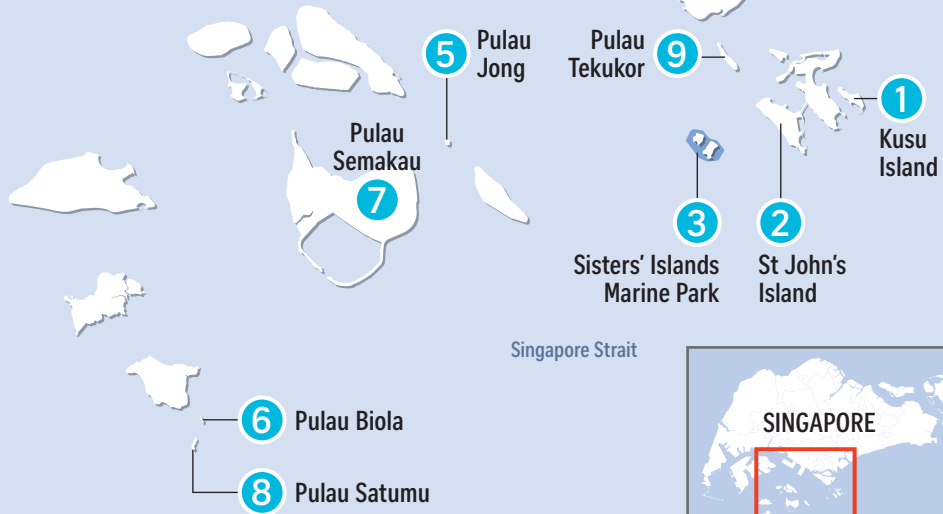 5
Pulau
Jong
Pulau
Tekukor
9
1
Kusu
Island
Pulau
Semakau
7
3
Sisters' Islands
Marine Park
2
St John's
Island
Singapore Strait
SINGAPORE
6
Pulau Biola
8
Pulau Satumu